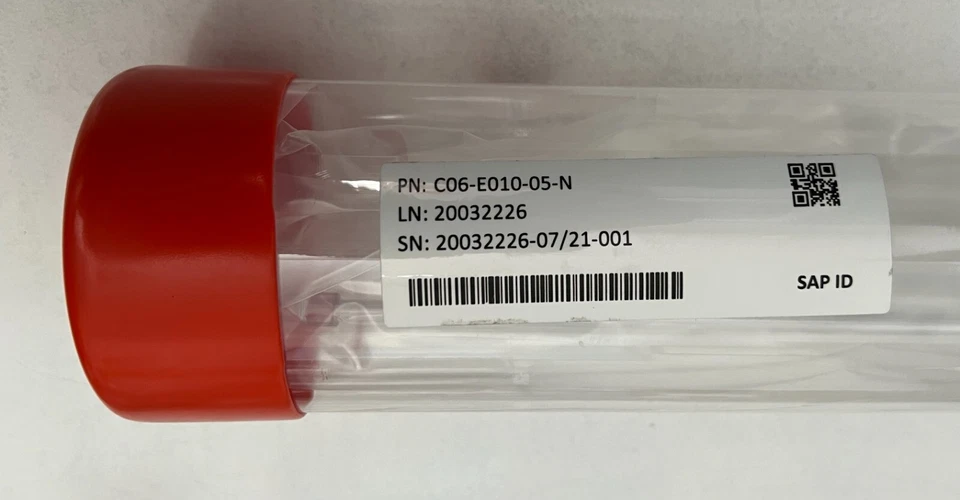 PN: C06-E010-05-N
LN: 20032226
SN: 20032226-07/21-001
SAP ID